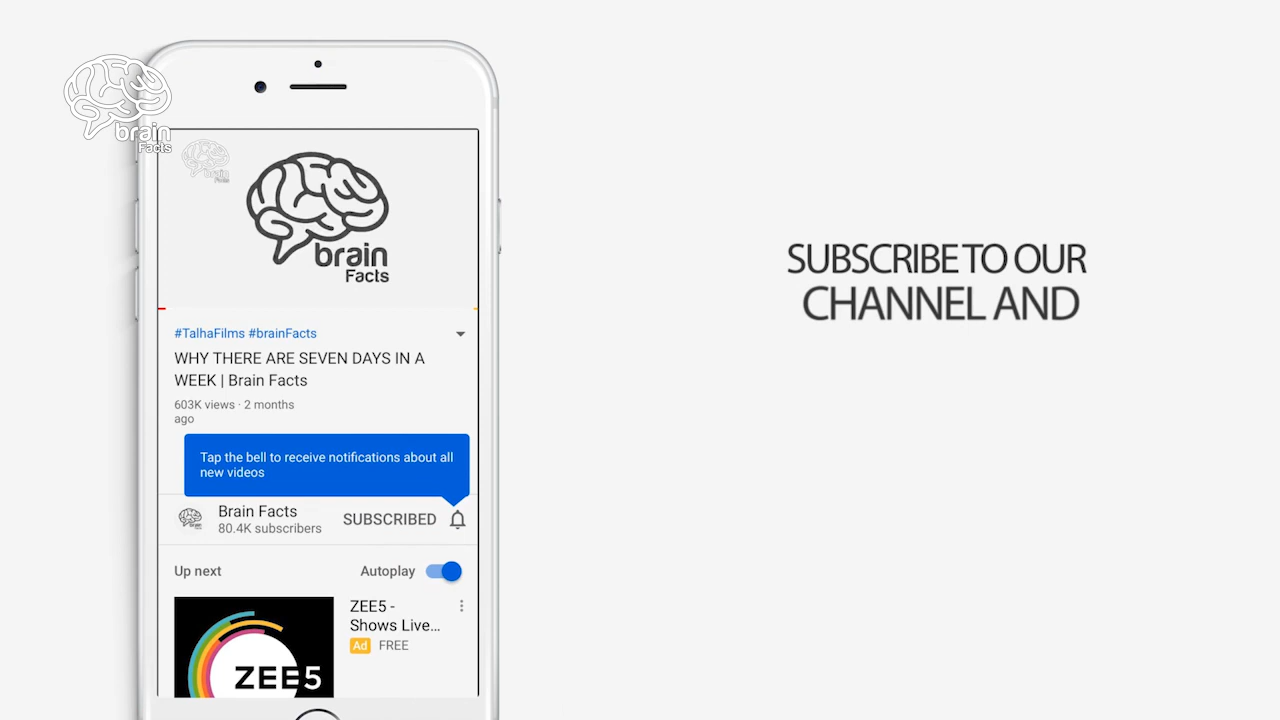 brain
Facts
brain
Facts
brain
Facts
#TalhaFilms #brainFacts
WHY THERE ARE SEVEN DAYS IN A
WEEK | Brain Facts
603K views · 2 months
ago
Tap the bell to receive notifications about all
new videos
Brain Facts
80.4K subscribers
SUBSCRIBED
Up next
Autoplay
ZEE5 -
Shows Live...
Ad FREE
ZEE5
SUBSCRIBE TO OUR
CHANNEL AND